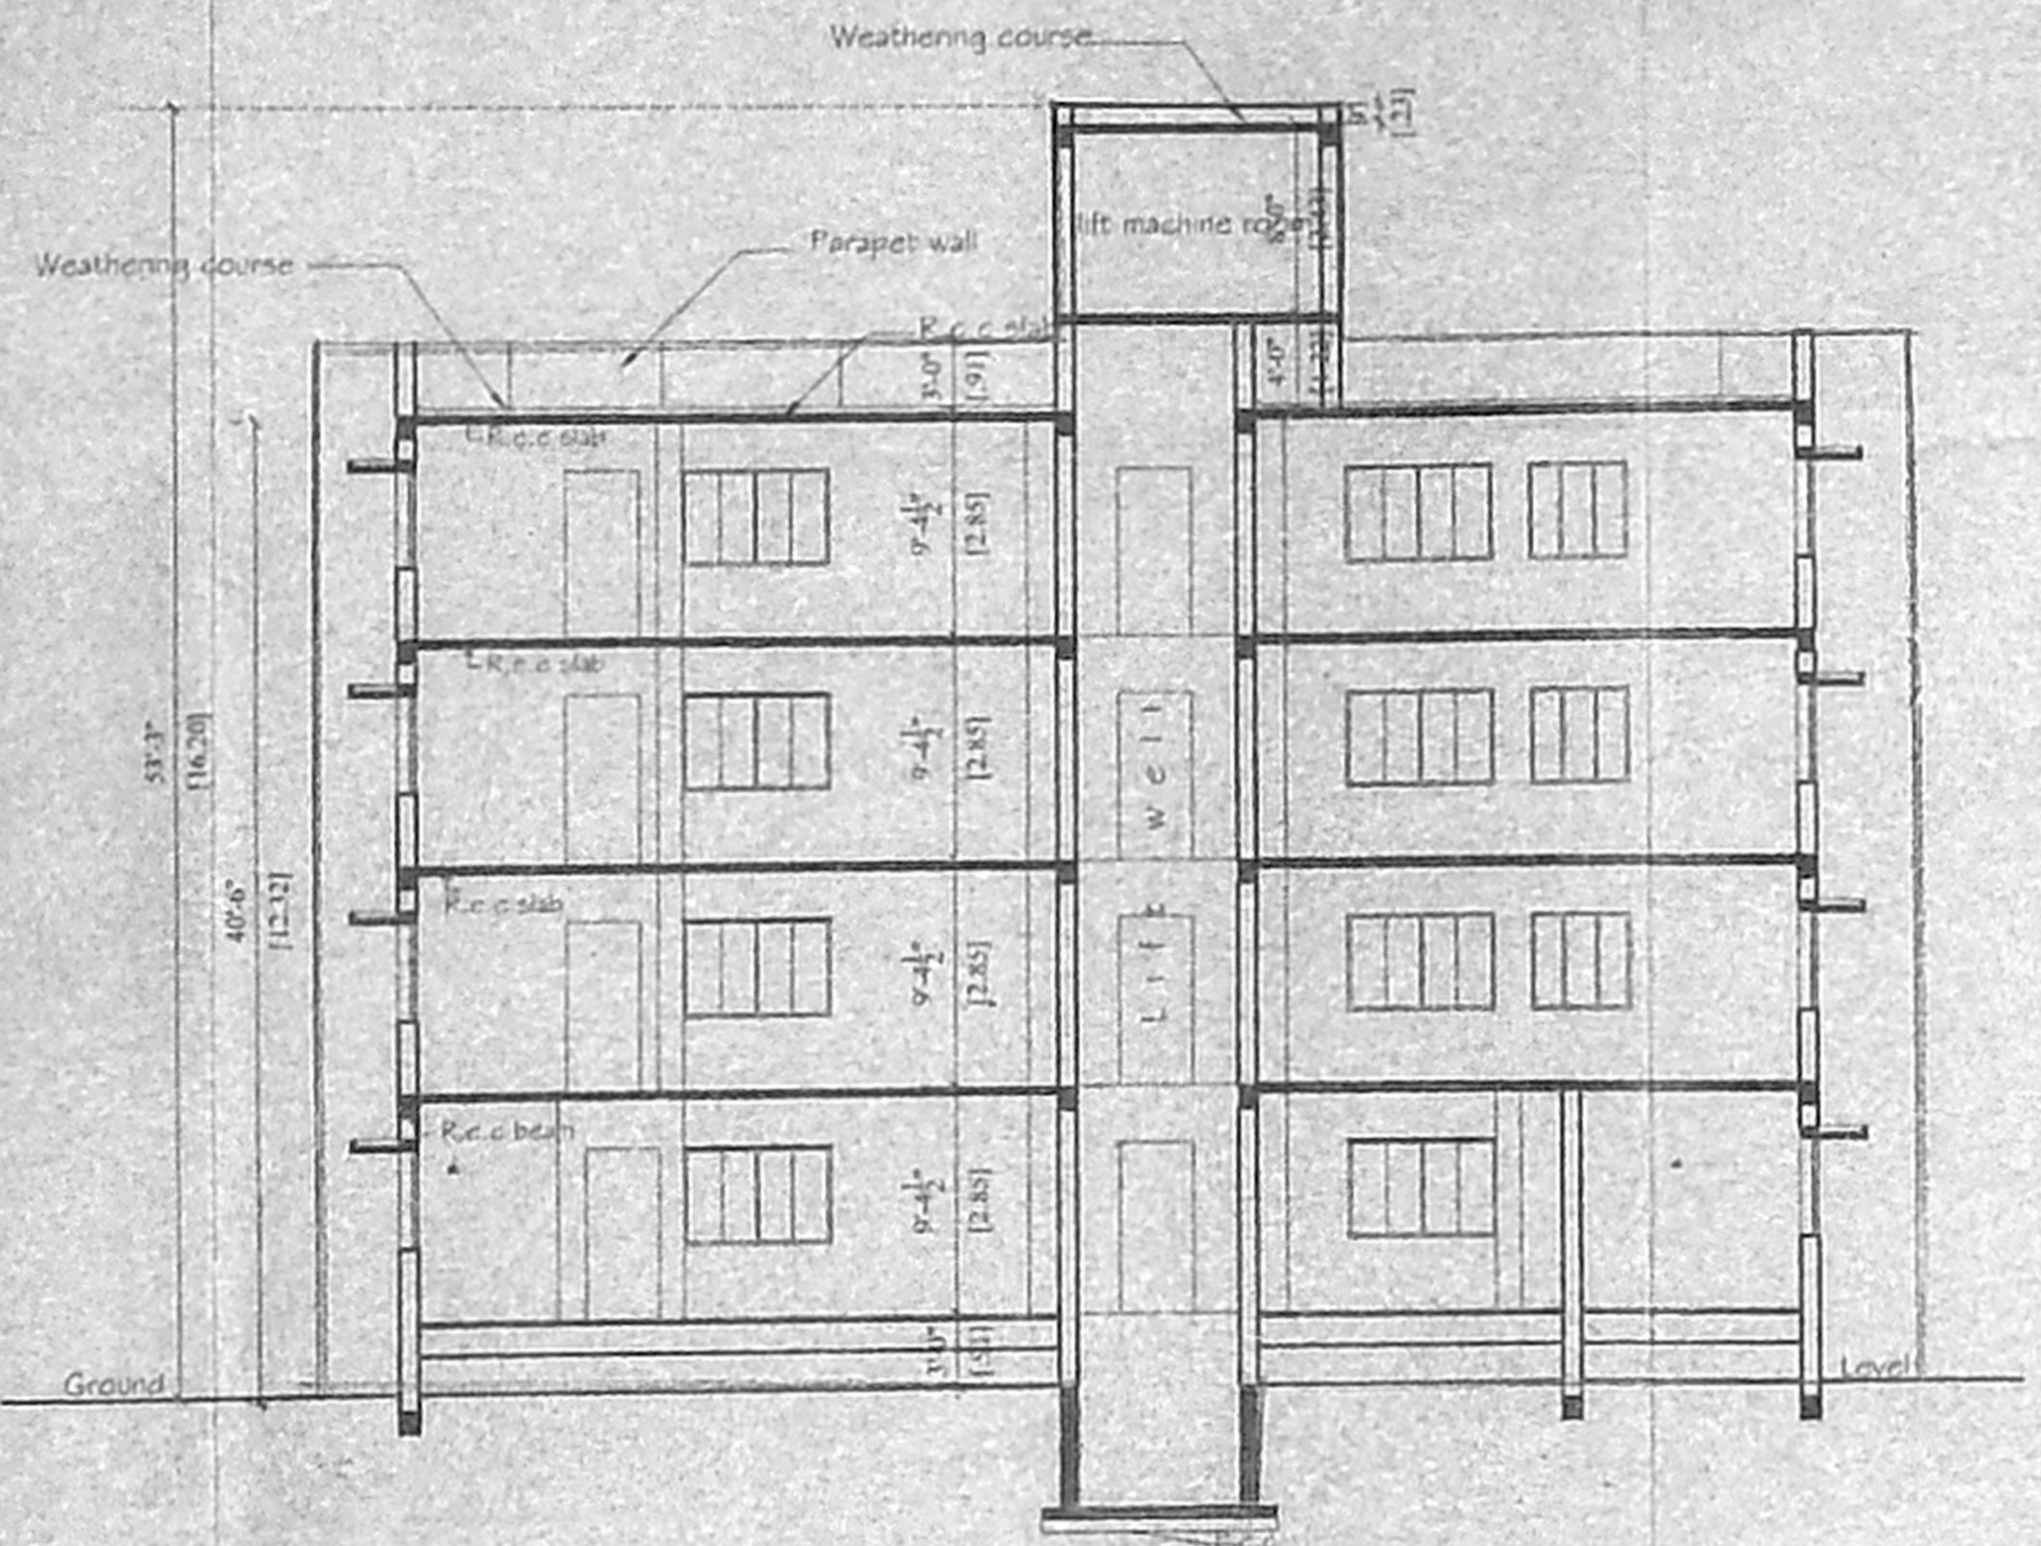 Weathering course
lift machine room
Parapet wall
Weathering course
R.c.c slab
3'-0"
[.91]
4'-0"
[1.22]
R.c.c slab
9'-4½"
[2.85]
R.c.c slab
9'-4½"
[2.85]
53'-3"
[16.20]
40'-6"
[12.32]
Lift Well
R.c.c slab
9'-4½"
[2.85]
R.c.c beam
9'-4½"
[2.85]
3'-0"
Ground
Level